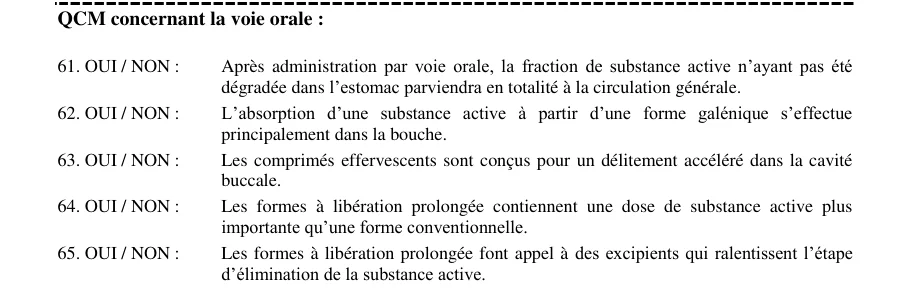 QCM concernant la voie orale :
61. OUI / NON : Après administration par voie orale, la fraction de substance active n’ayant pas été
dégradée dans l’estomac parviendra en totalité à la circulation générale.
62. OUI / NON : L’absorption d’une substance active à partir d’une forme galénique s’effectue
principalement dans la bouche.
63. OUI / NON : Les comprimés effervescents sont conçus pour un délitement accéléré dans la cavité
buccale.
64. OUI / NON : Les formes à libération prolongée contiennent une dose de substance active plus
importante qu’une forme conventionnelle.
65. OUI / NON : Les formes à libération prolongée font appel à des excipients qui ralentissent l’étape
d’élimination de la substance active.